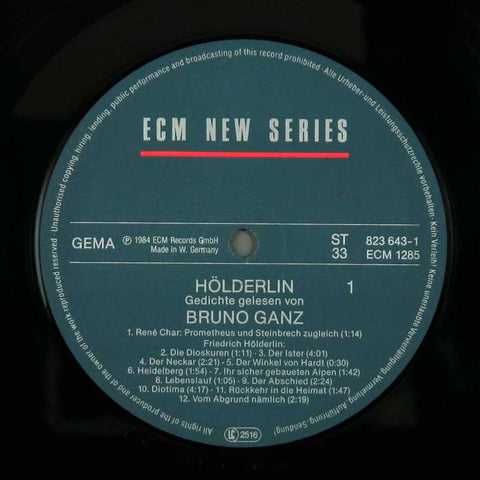 All rights of the producer and of the owner of the work reproduced reserved · Unauthorised copying, hiring, lending, public performance and broadcasting of this record prohibited · Alle Urheber- und Leistungsschutzrechte vorbehalten · Kein Verleih! Keine unerlaubte Vervielfältigung, Vermietung, Aufführung, Sendung!
ECM NEW SERIES
GEMA
℗ 1984 ECM Records GmbH
Made in W. Germany
ST
33
823 643-1
ECM 1285
HÖLDERLIN 1
Gedichte gelesen von
BRUNO GANZ
1. René Char: Prometheus und Steinbrech zugleich (1:14)
Friedrich Hölderlin:
2. Die Dioskuren (1:11) - 3. Der Ister (4:01)
4. Der Neckar (2:21) - 5. Der Winkel von Hardt (0:30)
6. Heidelberg (1:53) - 7. Ihr sicher gebaueten Alpen (1:42)
8. Lebenslauf (1:05) - 9. Der Abschied (2:24)
10. Diotima (4:17) - 11. Rückkehr in die Heimat (1:47)
12. Vom Abgrund nämlich (2:19)
LC 2516